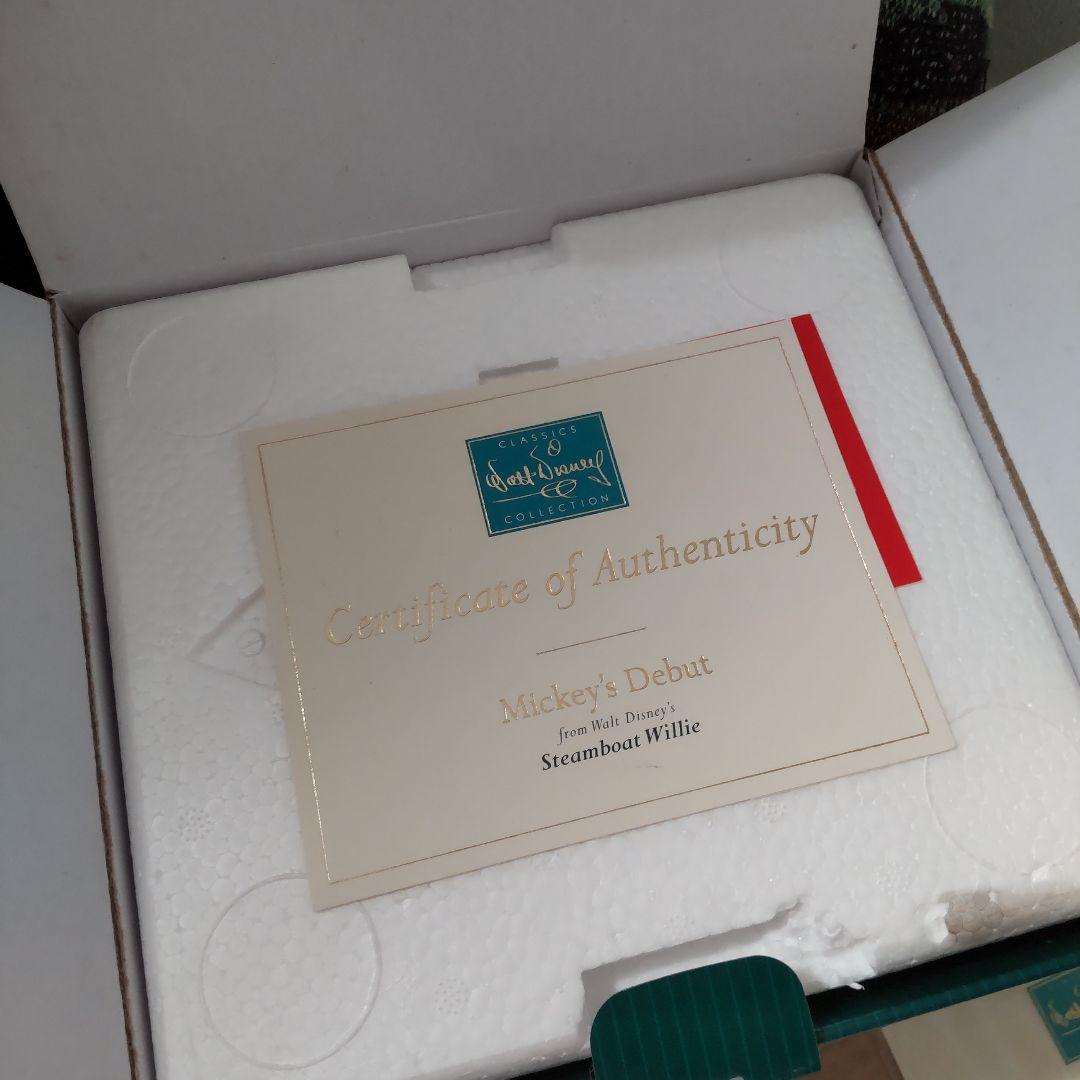 CLASSICS
Walt Disney
COLLECTION
Certificate of Authenticity
Mickey's Debut
from Walt Disney's
Steamboat Willie